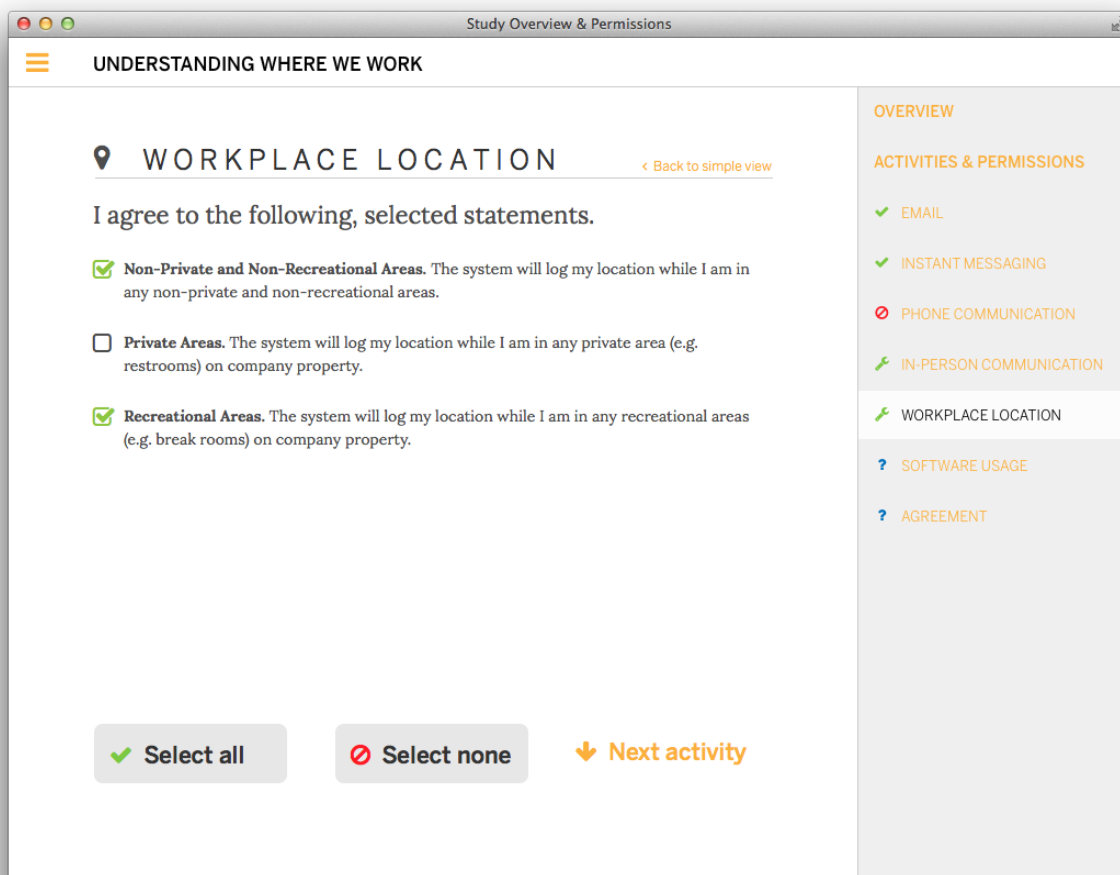 Study Overview & Permissions
UNDERSTANDING WHERE WE WORK
WORKPLACE LOCATION
‹ Back to simple view
I agree to the following, selected statements.
Non-Private and Non-Recreational Areas. The system will log my location while I am in
any non-private and non-recreational areas.
Private Areas. The system will log my location while I am in any private area (e.g.
restrooms) on company property.
Recreational Areas. The system will log my location while I am in any recreational areas
(e.g. break rooms) on company property.
Select all
Select none
Next activity
OVERVIEW
ACTIVITIES & PERMISSIONS
EMAIL
INSTANT MESSAGING
PHONE COMMUNICATION
IN-PERSON COMMUNICATION
WORKPLACE LOCATION
? SOFTWARE USAGE
? AGREEMENT